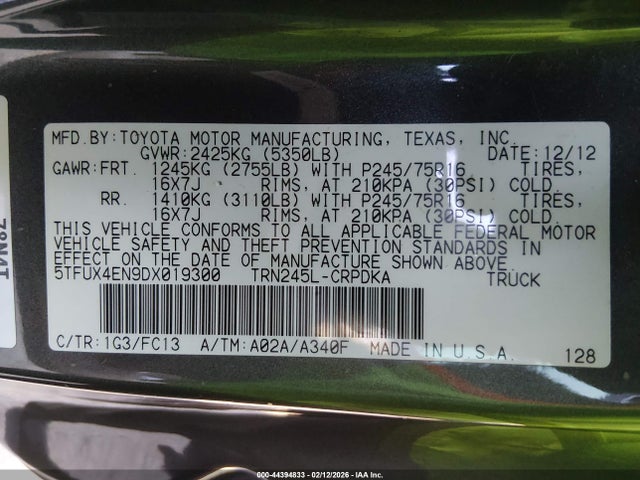 MFD.BY:TOYOTA MOTOR MANUFACTURING, TEXAS, INC.
GVWR:2425KG (5350LB) DATE:12/12
GAWR:FRT. 1245KG (2755LB) WITH P245/75R16 TIRES,
16X7J RIMS, AT 210KPA (30PSI) COLD.
RR. 1410KG (3110LB) WITH P245/75R16 TIRES,
16X7J RIMS, AT 210KPA (30PSI) COLD.
THIS VEHICLE CONFORMS TO ALL APPLICABLE FEDERAL MOTOR
VEHICLE SAFETY AND THEFT PREVENTION STANDARDS IN
EFFECT ON THE DATE OF MANUFACTURE SHOWN ABOVE.
5TFUX4EN9DX019300 TRN245L-CRPDKA TRUCK
C/TR:1G3/FC13 A/TM:A02A/A340F MADE IN U.S.A. 128
000-44394833 - 02/12/2026 - IAA Inc.